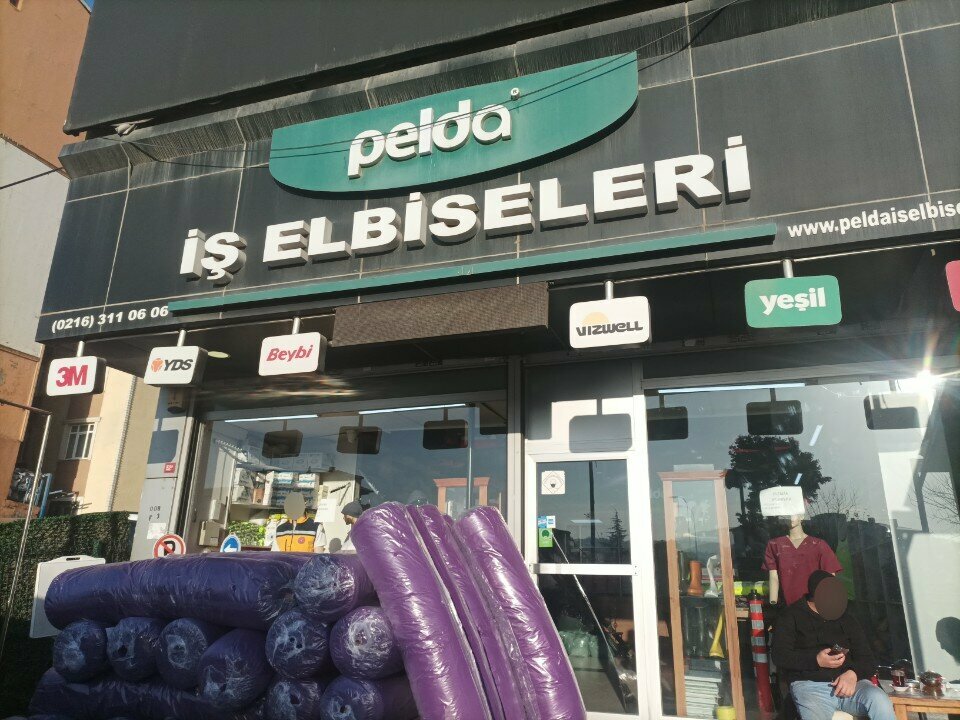 pelda
İŞ ELBİSELERİ
www.peldaiselbise
(0216) 311 06 06
3M
YDS
Beybi
VIZWELL
yeşil